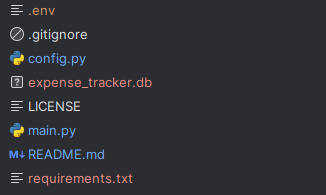 .env
.gitignore
config.py
expense_tracker.db
LICENSE
main.py
M↓ README.md
requirements.txt